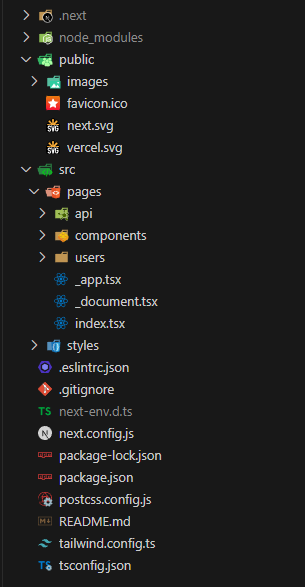 .next
node_modules
public
images
favicon.ico
next.svg
vercel.svg
src
pages
api
components
users
_app.tsx
_document.tsx
index.tsx
styles
.eslintrc.json
.gitignore
TS next-env.d.ts
next.config.js
package-lock.json
package.json
postcss.config.js
README.md
tailwind.config.ts
tsconfig.json